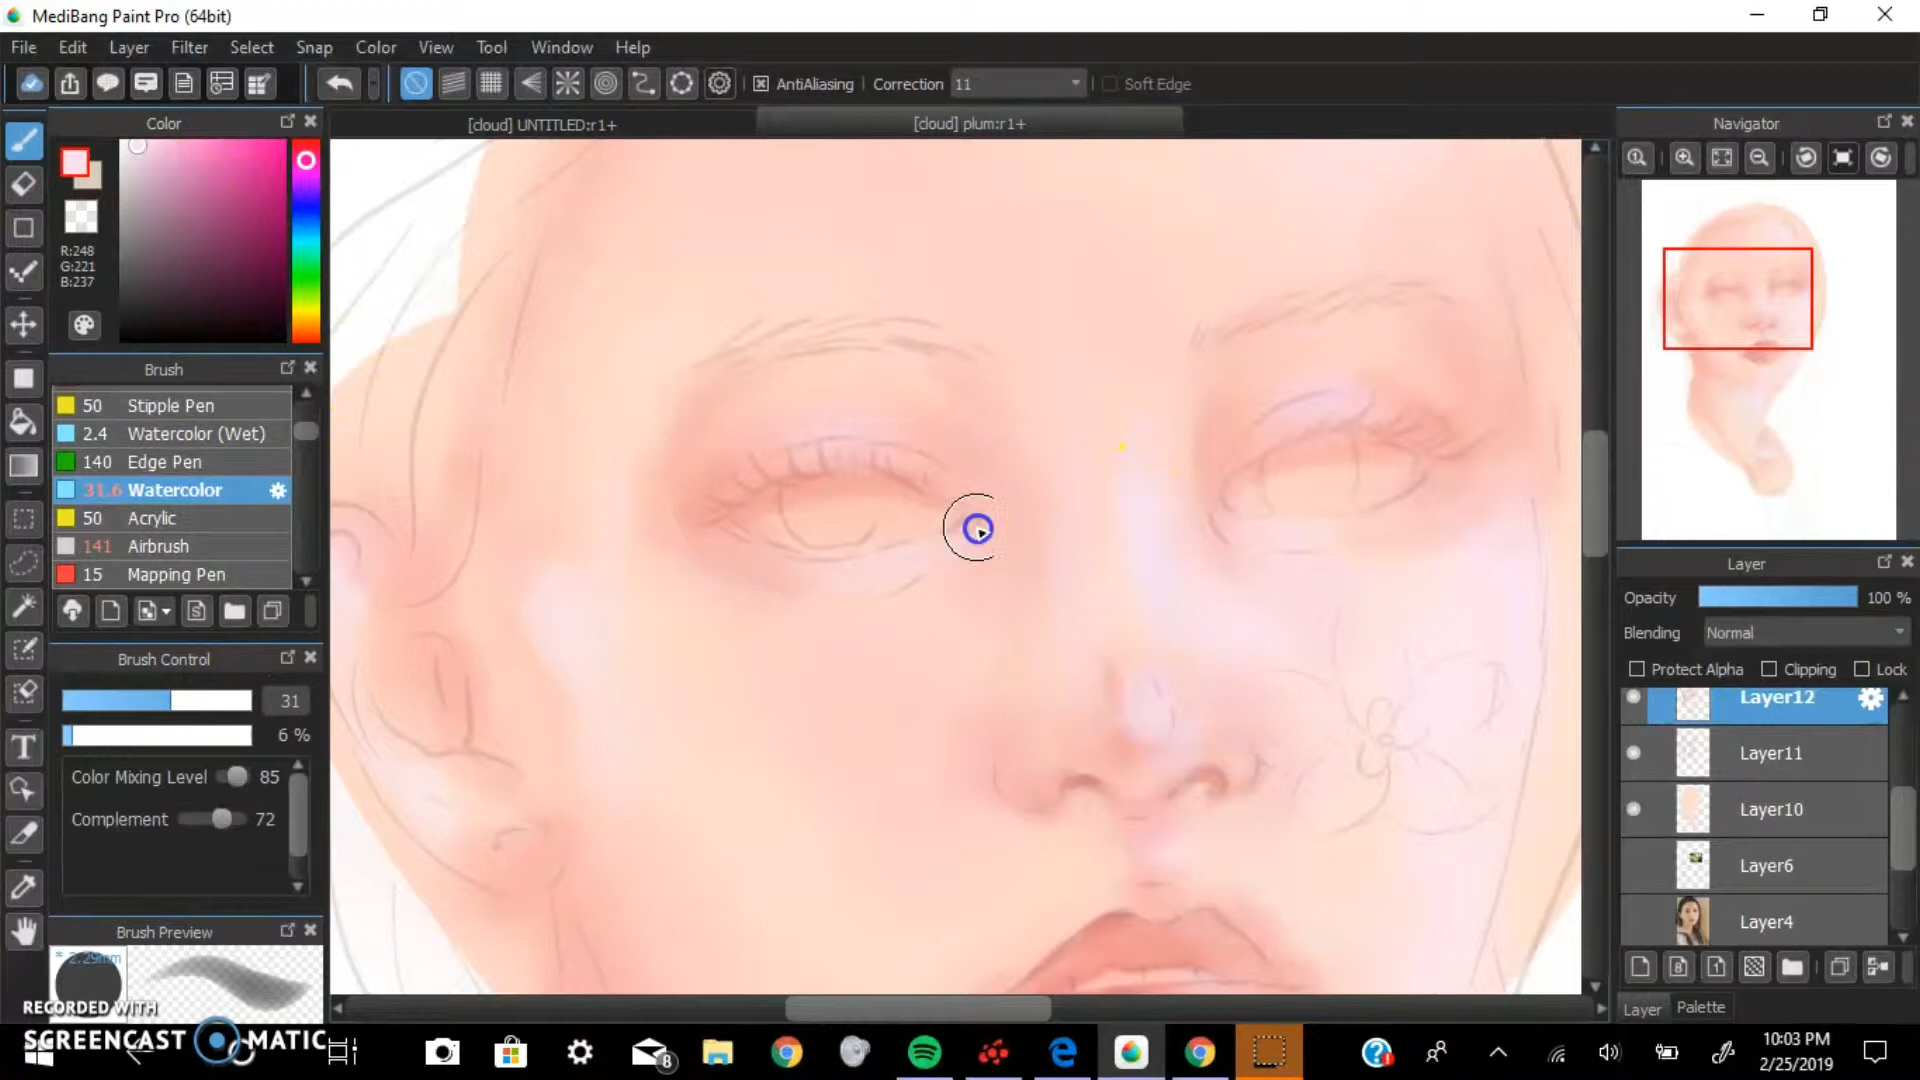 MediBang Paint Pro (64bit)
File Edit Layer Filter Select Snap Color View Tool Window Help
AntiAliasing Correction 11 Soft Edge
Color
[cloud] UNTITLED:r1+ [cloud] plum:r1+
Navigator
R:248
G:221
B:237
Brush
50 Stipple Pen
2.4 Watercolor (Wet)
140 Edge Pen
31.6 Watercolor
50 Acrylic
141 Airbrush
15 Mapping Pen
Brush Control
31
6 %
Color Mixing Level 85
Complement 72
Brush Preview
* 2.29mm
Layer
Opacity 100 %
Blending Normal
Protect Alpha Clipping Lock
Layer12
Layer11
Layer10
Layer6
Layer4
Layer Palette
RECORDED WITH
SCREENCAST MATIC
8
10:03 PM
2/25/2019